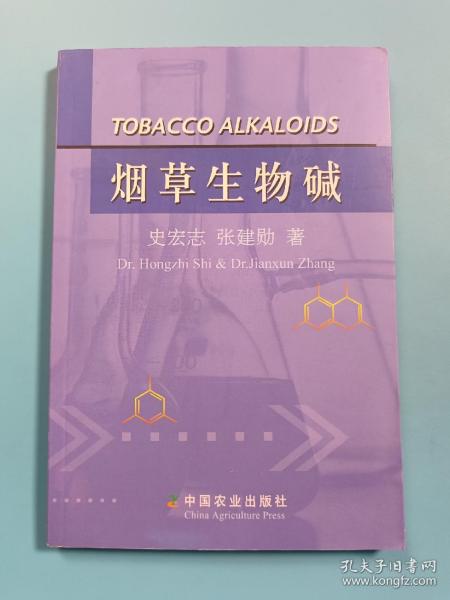 TOBACCO ALKALOIDS
烟草生物碱
史宏志 张建勋 著
Dr. Hongzhi Shi & Dr.Jianxun Zhang
中国农业出版社
China Agriculture Press
孔夫子旧书网
www.kongfz.com